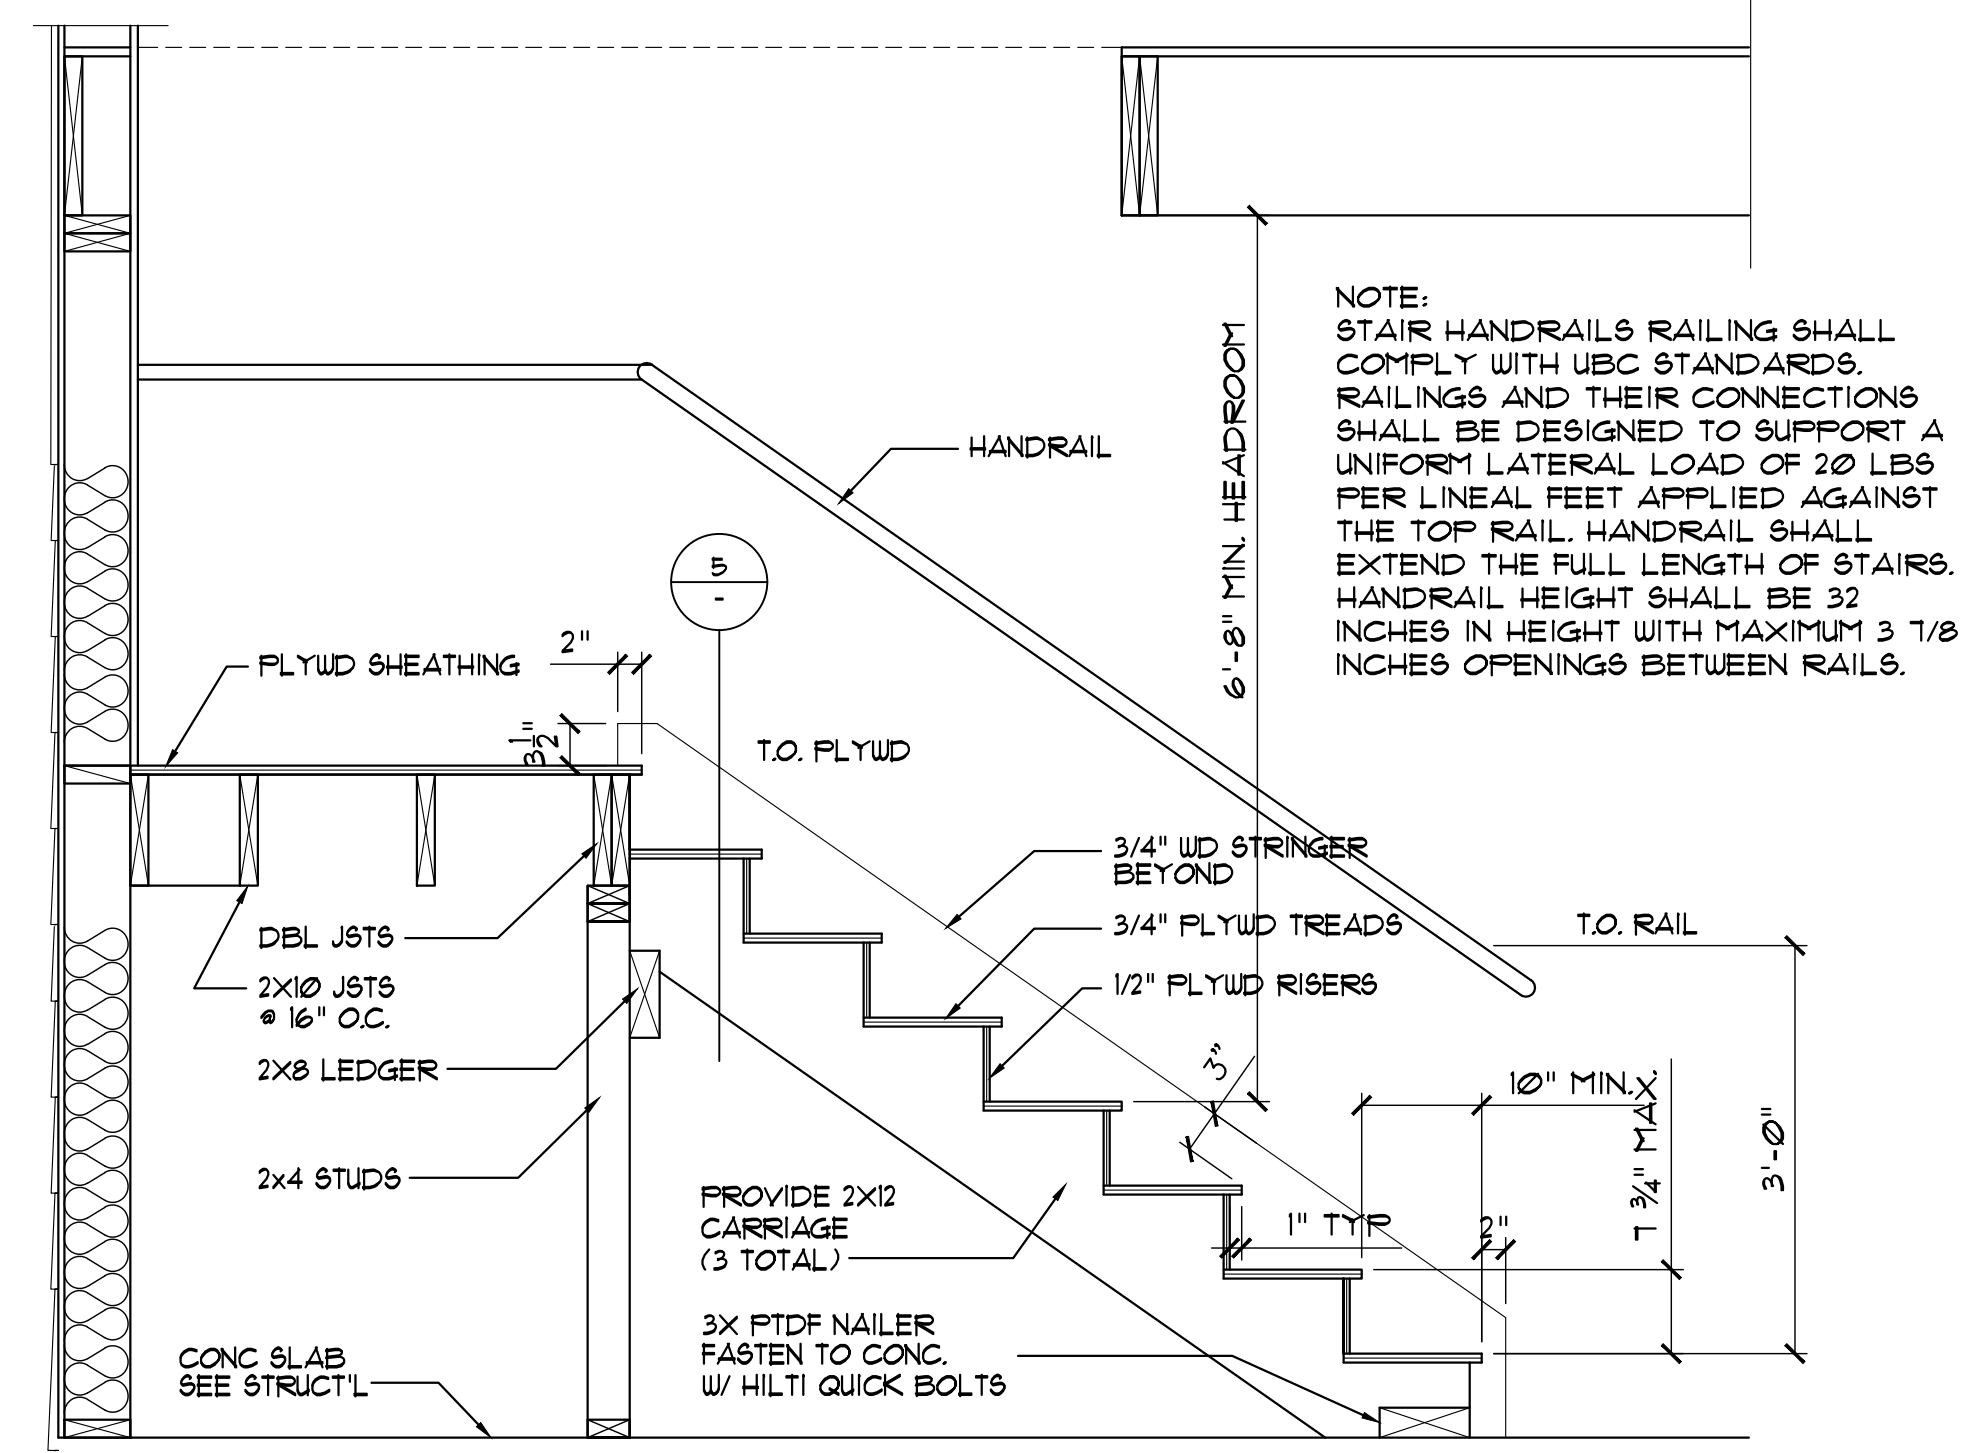 NOTE:
STAIR HANDRAILS RAILING SHALL
COMPLY WITH UBC STANDARDS.
RAILINGS AND THEIR CONNECTIONS
SHALL BE DESIGNED TO SUPPORT A
UNIFORM LATERAL LOAD OF 20 LBS
PER LINEAL FEET APPLIED AGAINST
THE TOP RAIL. HANDRAIL SHALL
EXTEND THE FULL LENGTH OF STAIRS.
HANDRAIL HEIGHT SHALL BE 32
INCHES IN HEIGHT WITH MAXIMUM 3 7/8
INCHES OPENINGS BETWEEN RAILS.
6'-8" MIN. HEADROOM
HANDRAIL
5
-
2"
PLYWD SHEATHING
3 1/2"
T.O. PLYWD
3/4" WD STRINGER
BEYOND
3/4" PLYWD TREADS
1/2" PLYWD RISERS
T.O. RAIL
DBL JSTS
2X10 JSTS
@ 16" O.C.
2X8 LEDGER
2x4 STUDS
3"
10" MIN.
7 3/4" MAX.
3'-0"
1" TYP
2"
PROVIDE 2X12
CARRIAGE
(3 TOTAL)
3X PTDF NAILER
FASTEN TO CONC.
W/ HILTI QUICK BOLTS
CONC SLAB
SEE STRUCT'L